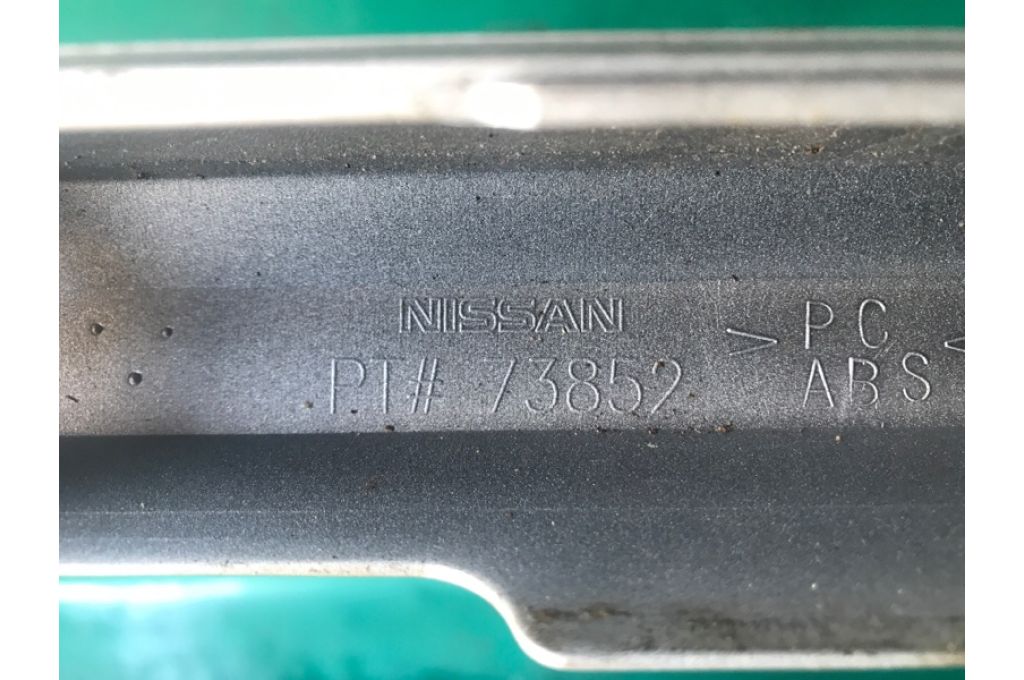 NISSAN
PT# 73852
> PC <
ABS